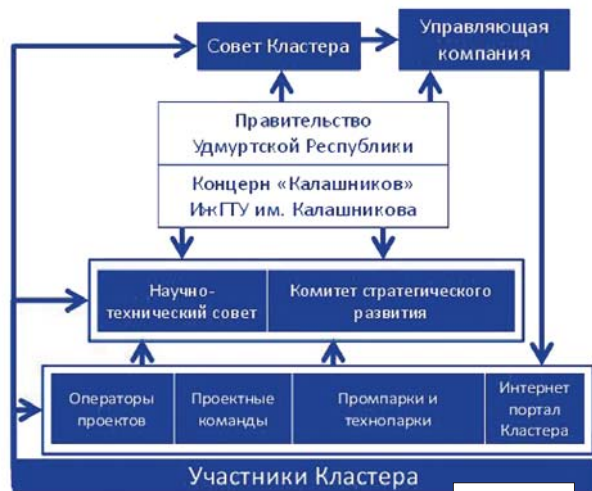 Совет Кластера
Управляющая
компания
Правительство
Удмуртской Республики
Концерн «Калашников»
ИжГТУ им. Калашникова
Научно-
технический совет
Комитет стратегического
развития
Операторы
проектов
Проектные
команды
Промпарки и
технопарки
Интернет
портал
Кластера
Участники Кластера